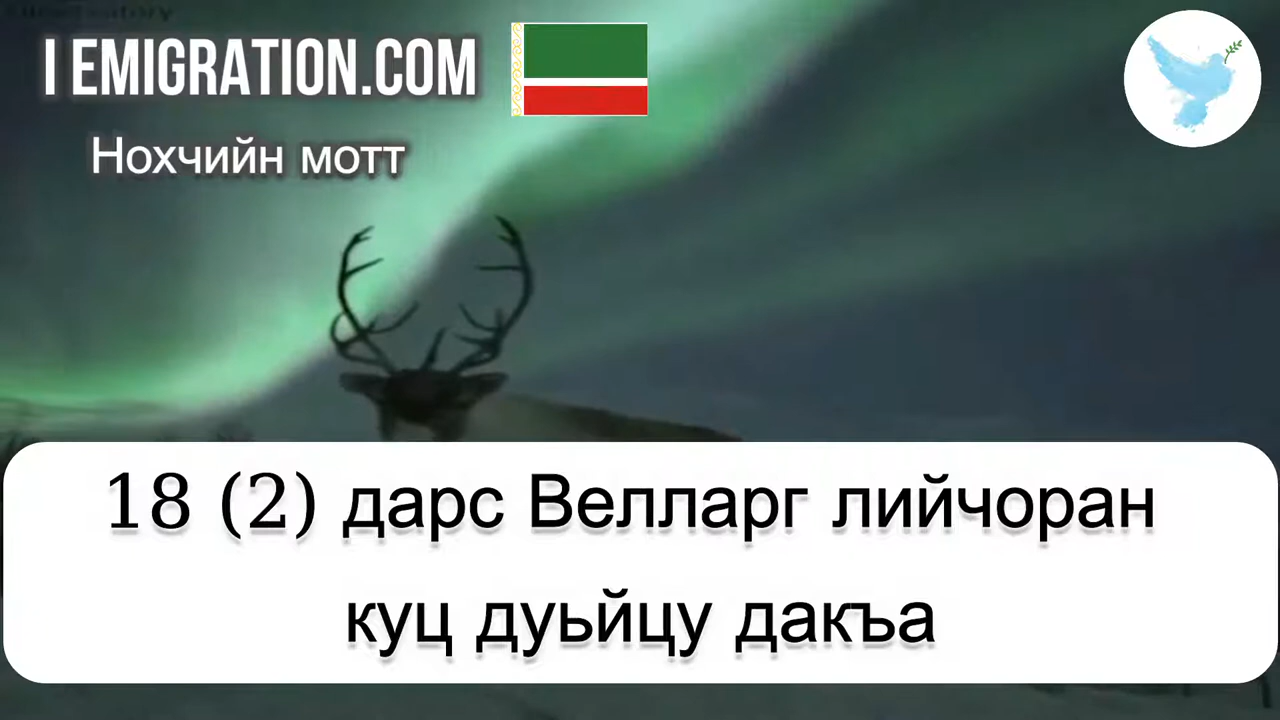 I EMIGRATION.COM
Нохчийн мотт
18 (2) дарс Велларг лийчоран
куц дуьйцу дакъа